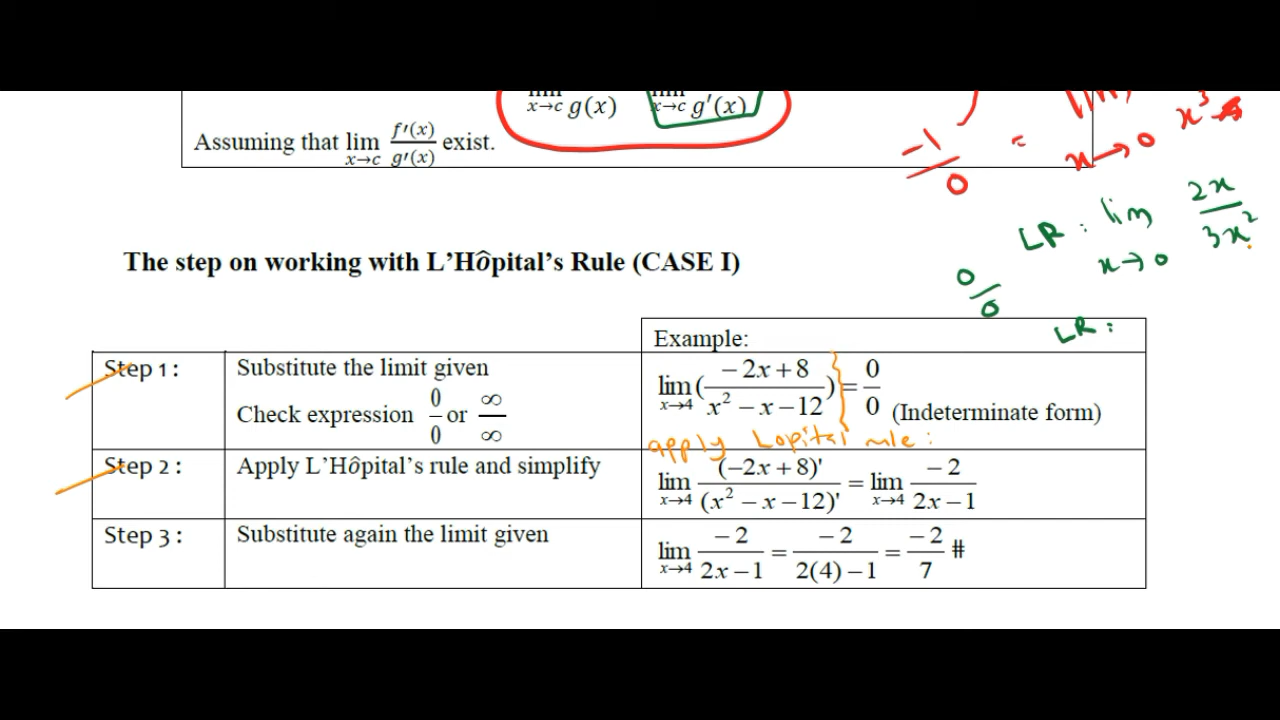 lim x→c g(x) lim x→c g'(x)
Assuming that lim x→c f'(x)/g'(x) exist.
-1/0 = lim x→0 x³
LR : lim x→0 2x/3x²
0/0
LR :
The step on working with L'Hôpital's Rule (CASE I)
Example:
Step 1 : Substitute the limit given
Check expression 0/0 or ∞/∞
lim x→4 (-2x+8 / x²-x-12) = 0/0 (Indeterminate form)
apply Lopital rule :
Step 2 : Apply L'Hôpital's rule and simplify
lim x→4 (-2x+8)' / (x²-x-12)' = lim x→4 -2 / 2x-1
Step 3 : Substitute again the limit given
lim x→4 -2 / 2x-1 = -2 / 2(4)-1 = -2/7 #